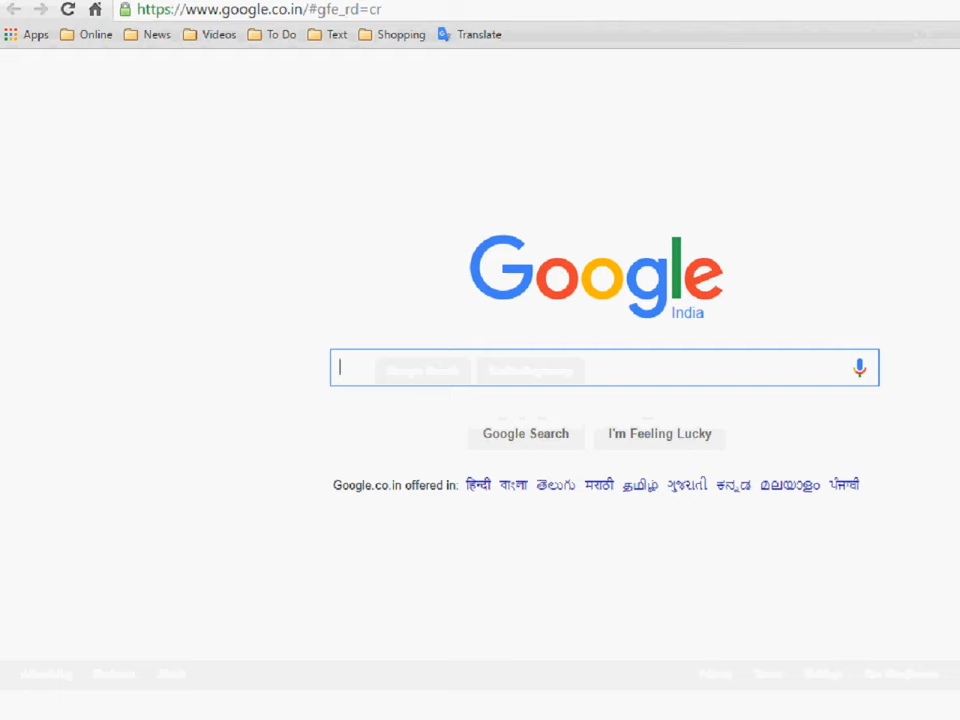 https://www.google.co.in/#gfe_rd=cr
Apps Online News Videos To Do Text Shopping Translate
Google
India
Google Search I'm Feeling Lucky
Google.co.in offered in: हिन्दी বাংলা తెలుగు मराठी தமிழ் ગુજરાતી ಕನ್ನಡ മലയാളം ਪੰਜਾਬੀ